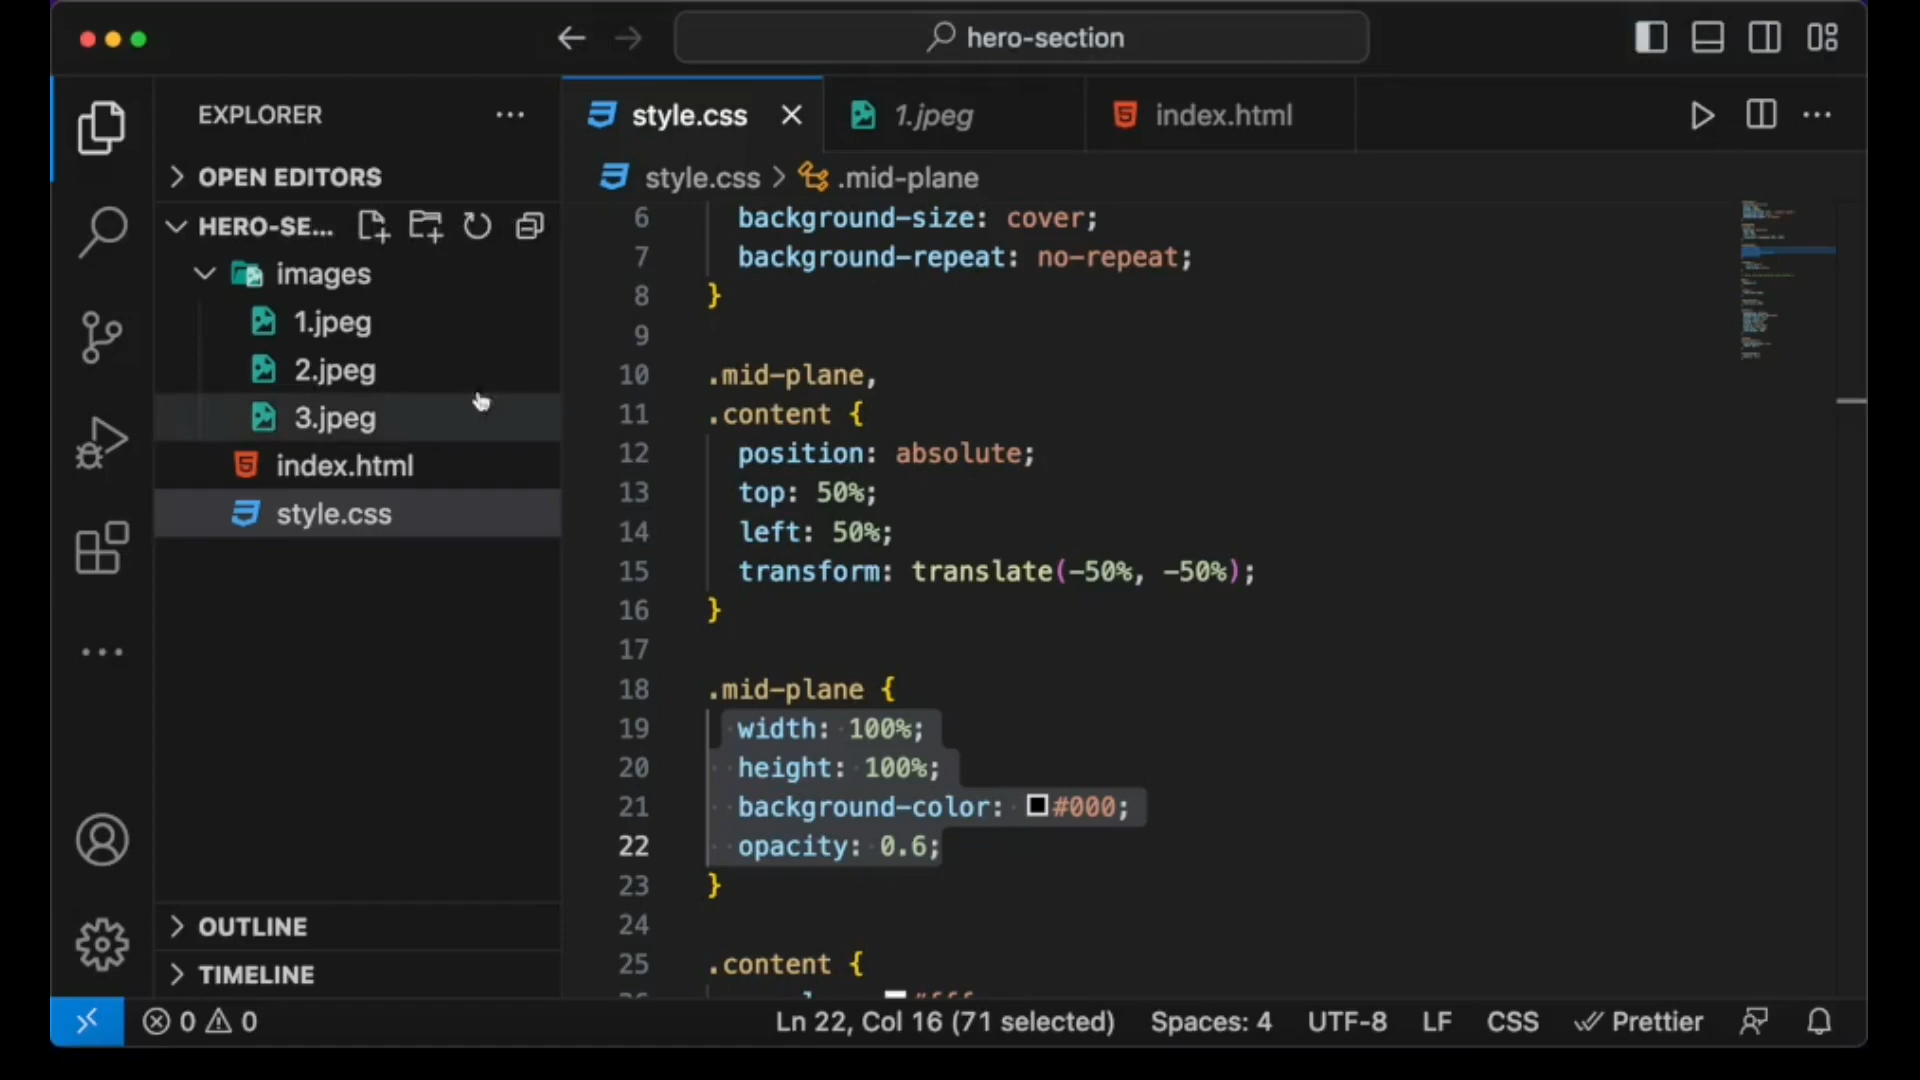 hero-section
EXPLORER
OPEN EDITORS
HERO-SE...
images
1.jpeg
2.jpeg
3.jpeg
index.html
style.css
OUTLINE
TIMELINE
style.css
1.jpeg
index.html
style.css > .mid-plane
6 background-size: cover;
7 background-repeat: no-repeat;
8 }
9
10 .mid-plane,
11 .content {
12 position: absolute;
13 top: 50%;
14 left: 50%;
15 transform: translate(-50%, -50%);
16 }
17
18 .mid-plane {
19 width: 100%;
20 height: 100%;
21 background-color: #000;
22 opacity: 0.6;
23 }
24
25 .content {
0 0
Ln 22, Col 16 (71 selected)
Spaces: 4
UTF-8
LF
CSS
Prettier